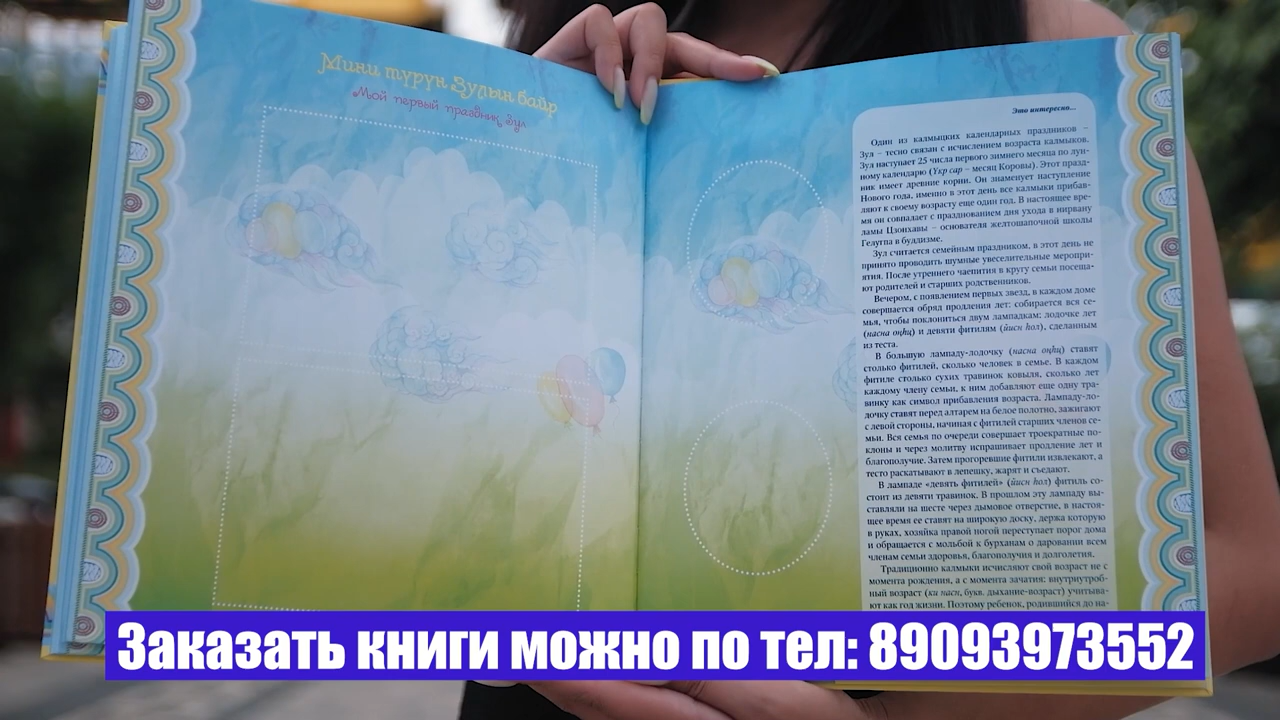 Мини түрүн Зулын байр
Мой первый праздник Зул
Это интересно...
Один из калмыцких календарных праздников –
Зул – тесно связан с исчислением возраста калмыков.
Зул наступает 25 числа первого зимнего месяца по лун-
ному календарю (Үкр сар – месяц Коровы). Этот празд-
ник имеет древние корни. Он знаменует наступление
Нового года, именно в этот день все калмыки прибав-
ляют к своему возрасту еще один год. В настоящее вре-
мя он совпалает с празднованием дня ухода в нирвану
ламы Цзонхавы – основателя желтошапочной школы
Гелугпа в буддизме.
Зул считается семейным праздником, в этот день не
принято проводить шумные увеселительные меропри-
ятия. После утреннего чаепития в кругу семьи посеща-
ют родителей и старших родственников.
Вечером, с появлением первых звезд, в каждом доме
совершается обряд продления лет: собирается вся се-
мья, чтобы поклониться двум лампадкам: лодочке лет
(насна оңһц) и девяти фитилям (йисн һол), сделанным
из теста.
В большую лампаду-лодочку (насна оңһц) ставят
столько фитилей, сколько человек в семье. В каждом
фитиле столько сухих травинок ковыля, сколько лет
каждому члену семьи, к ним добавляют еще одну тра-
винку как символ прибавления возраста. Лампаду-ло-
дочку ставят перед алтарем на белое полотно, зажигают
с левой стороны, начиная с фитилей старших членов се-
мьи. Вся семья по очереди совершает троекратные по-
клоны и через молитву испрашивает продление лет и
благополучие. Затем прогоревшие фитили извлекают, а
тесто раскатывают в лепешку, жарят и съедают.
В лампаде «девять фитилей» (йисн һол) фитиль со-
стоит из девяти травинок. В прошлом эту лампаду вы-
ставляли на шесте через дымовое отверстие, в настоя-
щее время ее ставят на широкую доску, держа которую
в руках, хозяйка правой ногой переступает порог дома
и обращается с мольбой к бурханам о даровании всем
членам семьи здоровья, благополучия и долголетия.
Традиционно калмыки исчисляют свой возраст не с
момента рождения, а с момента зачатия: внутриутроб-
ный возраст (ки насн, букв. дыхание-возраст) учитыва-
ют как год жизни. Поэтому ребенок, родившийся до на-
Заказать книги можно по тел: 89093973552